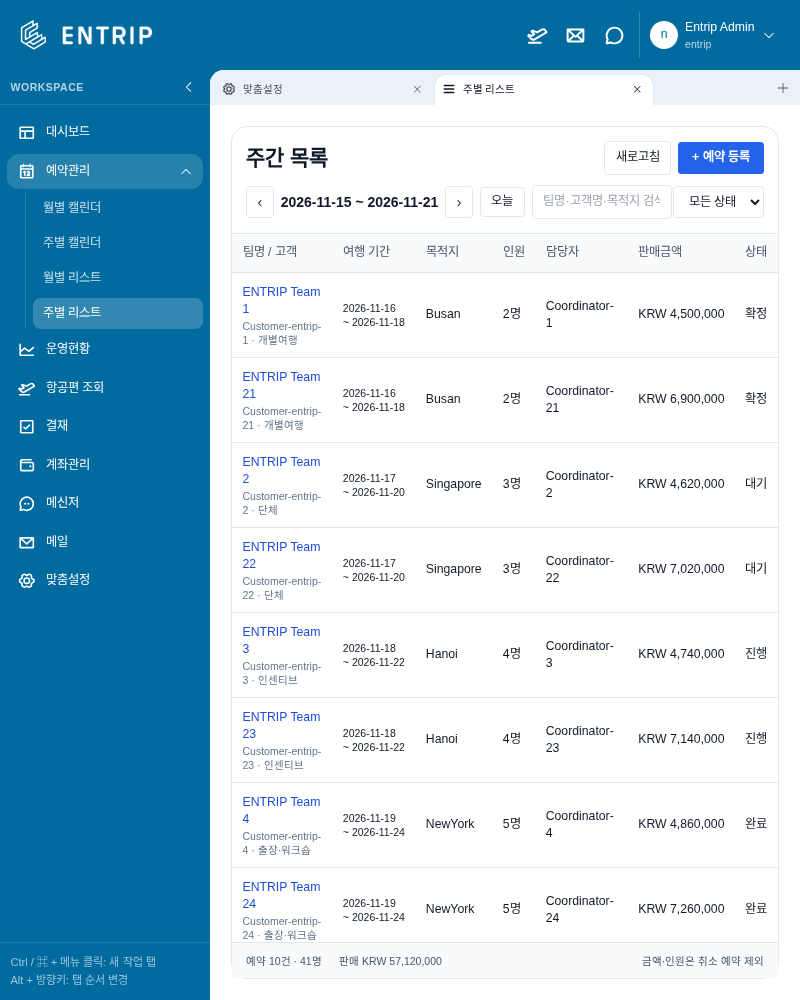 ENTRIP
n
Entrip Admin
entrip
WORKSPACE
대시보드
예약관리
월별 캘린더
주별 캘린더
월별 리스트
주별 리스트
운영현황
항공편 조회
결재
계좌관리
메신저
메일
맞춤설정
Ctrl / ⌘ + 메뉴 클릭: 새 작업 탭
Alt + 방향키: 탭 순서 변경
맞춤설정
주별 리스트
주간 목록
새로고침
+ 예약 등록
2026-11-15 ~ 2026-11-21
오늘
팀명·고객명·목적지 검색
모든 상태
팀명 / 고객 여행 기간 목적지 인원 담당자 판매금액 상태
ENTRIP Team
1
Customer-entrip-
1 · 개별여행
2026-11-16
~ 2026-11-18
Busan
2명
Coordinator-
1
KRW 4,500,000
확정
ENTRIP Team
21
Customer-entrip-
21 · 개별여행
2026-11-16
~ 2026-11-18
Busan
2명
Coordinator-
21
KRW 6,900,000
확정
ENTRIP Team
2
Customer-entrip-
2 · 단체
2026-11-17
~ 2026-11-20
Singapore
3명
Coordinator-
2
KRW 4,620,000
대기
ENTRIP Team
22
Customer-entrip-
22 · 단체
2026-11-17
~ 2026-11-20
Singapore
3명
Coordinator-
22
KRW 7,020,000
대기
ENTRIP Team
3
Customer-entrip-
3 · 인센티브
2026-11-18
~ 2026-11-22
Hanoi
4명
Coordinator-
3
KRW 4,740,000
진행
ENTRIP Team
23
Customer-entrip-
23 · 인센티브
2026-11-18
~ 2026-11-22
Hanoi
4명
Coordinator-
23
KRW 7,140,000
진행
ENTRIP Team
4
Customer-entrip-
4 · 출장·워크숍
2026-11-19
~ 2026-11-24
NewYork
5명
Coordinator-
4
KRW 4,860,000
완료
ENTRIP Team
24
Customer-entrip-
24 · 출장·워크숍
2026-11-19
~ 2026-11-24
NewYork
5명
Coordinator-
24
KRW 7,260,000
완료
예약 10건 · 41명
판매 KRW 57,120,000
금액·인원은 취소 예약 제외